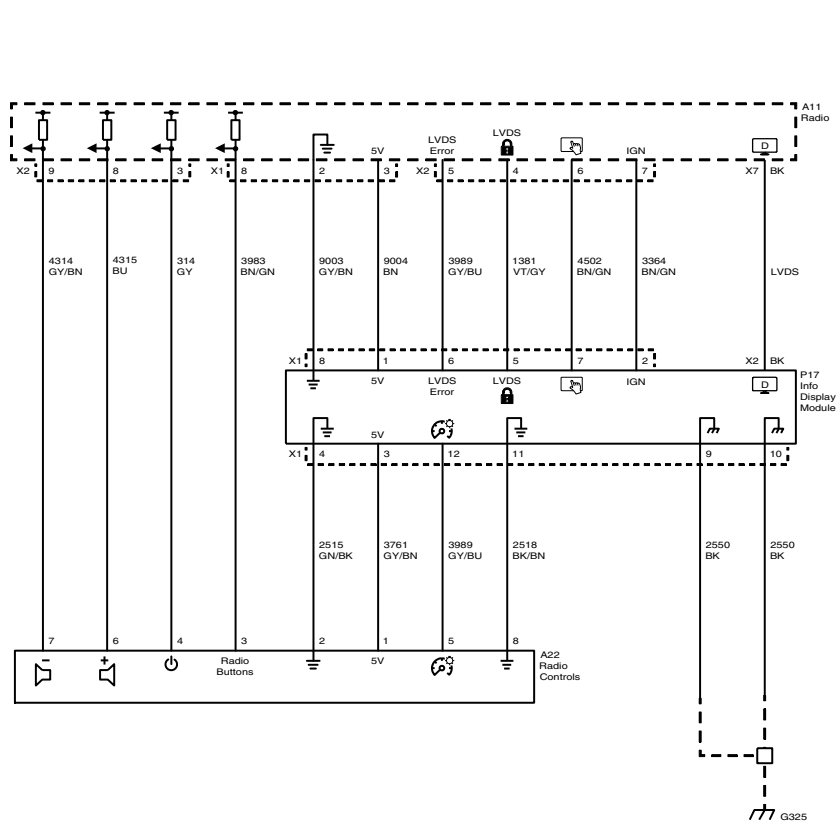 A11
Radio
LVDS
Error
LVDS
5V
IGN
D
X2 9 8 3 X1 8 2 3 X2 5 4 6 7 X7 BK
4314
GY/BN
4315
BU
314
GY
3983
BN/GN
9003
GY/BN
9004
BN
3989
GY/BU
1381
VT/GY
4502
BN/GN
3364
BN/GN
LVDS
X1 8 1 6 5 7 2 X2 BK
P17
Info
Display
Module
5V
LVDS
Error
LVDS
IGN
D
5V
X1 4 3 12 11 9 10
2515
GN/BK
3761
GY/BN
3989
GY/BU
2518
BK/BN
2550
BK
2550
BK
7 6 4 3 2 1 5 8
A22
Radio
Controls
− +
Radio
Buttons
5V
G325